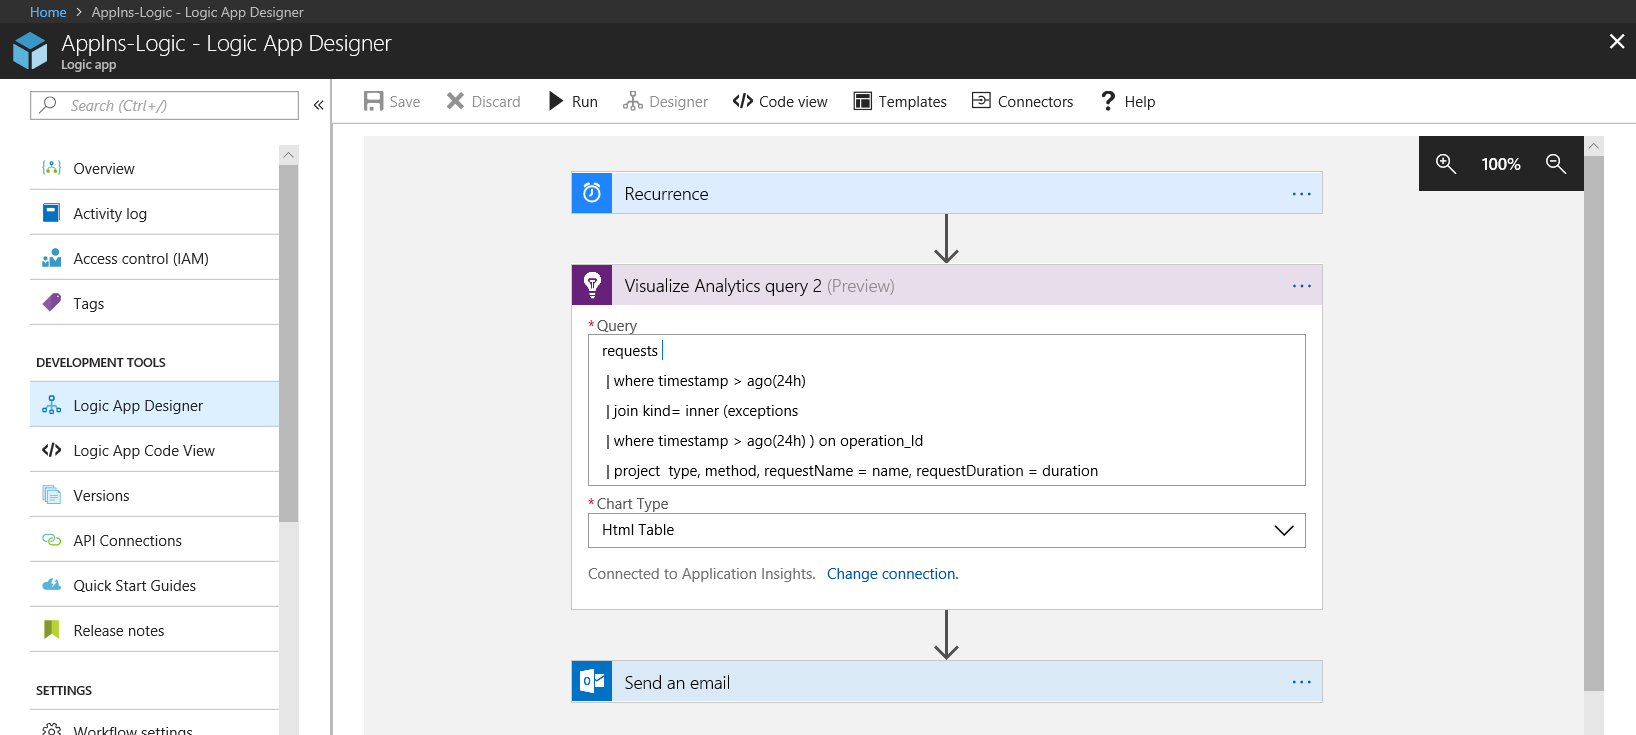 Home > AppIns-Logic - Logic App Designer
AppIns-Logic - Logic App Designer
Logic app
Search (Ctrl+/)
Overview
Activity log
Access control (IAM)
Tags
DEVELOPMENT TOOLS
Logic App Designer
Logic App Code View
Versions
API Connections
Quick Start Guides
Release notes
SETTINGS
Workflow settings
Save Discard Run Designer Code view Templates Connectors Help
100%
Recurrence
Visualize Analytics query 2 (Preview)
* Query
requests
| where timestamp > ago(24h)
| join kind= inner (exceptions
| where timestamp > ago(24h) ) on operation_Id
| project  type, method, requestName = name, requestDuration = duration
* Chart Type
Html Table
Connected to Application Insights. Change connection.
Send an email